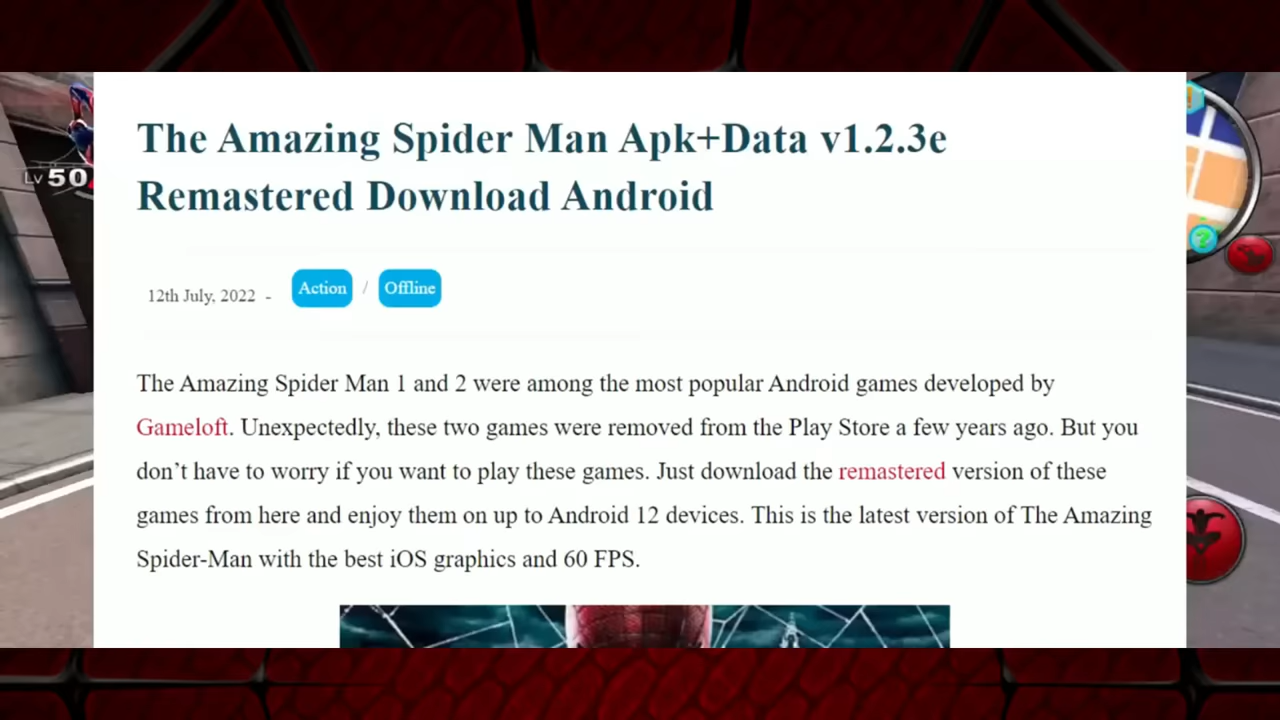 The Amazing Spider Man Apk+Data v1.2.3e
Remastered Download Android
12th July, 2022 - Action / Offline
The Amazing Spider Man 1 and 2 were among the most popular Android games developed by
Gameloft. Unexpectedly, these two games were removed from the Play Store a few years ago. But you
don’t have to worry if you want to play these games. Just download the remastered version of these
games from here and enjoy them on up to Android 12 devices. This is the latest version of The Amazing
Spider-Man with the best iOS graphics and 60 FPS.
Lv 50
!
?